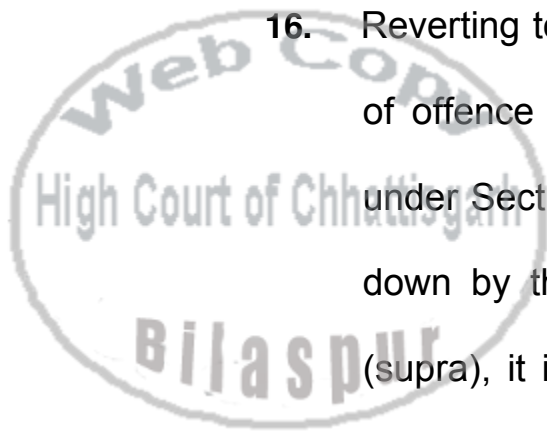 16. Reverting t
of offence
under Sect
down by th
(supra), it i
Web Copy
High Court of Chhattisgarh
Bilaspur